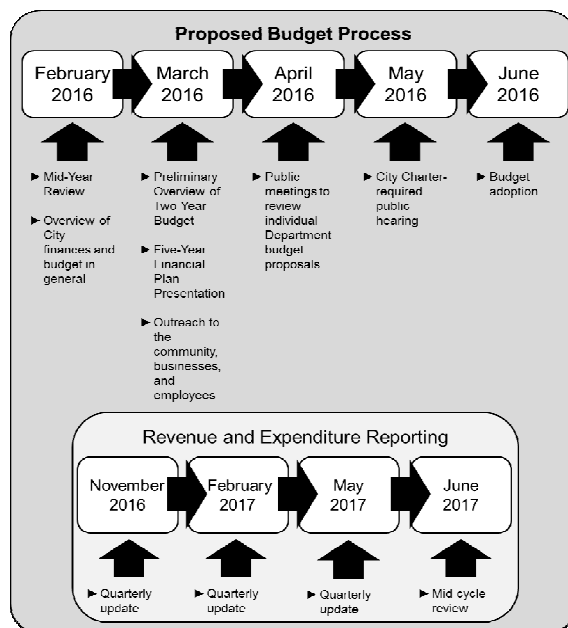 Proposed Budget Process
February
2016
March
2016
April
2016
May
2016
June
2016
► Mid-Year
Review
► Overview of
City
finances and
budget in
general
► Preliminary
Overview of
Two Year
Budget
► Five-Year
Financial
Plan
Presentation
► Outreach to
the
community,
businesses,
and
employees
► Public
meetings to
review
individual
Department
budget
proposals
► City Charter-
required
public
hearing
► Budget
adoption
Revenue and Expenditure Reporting
November
2016
February
2017
May
2017
June
2017
► Quarterly
update
► Quarterly
update
► Quarterly
update
► Mid cycle
review